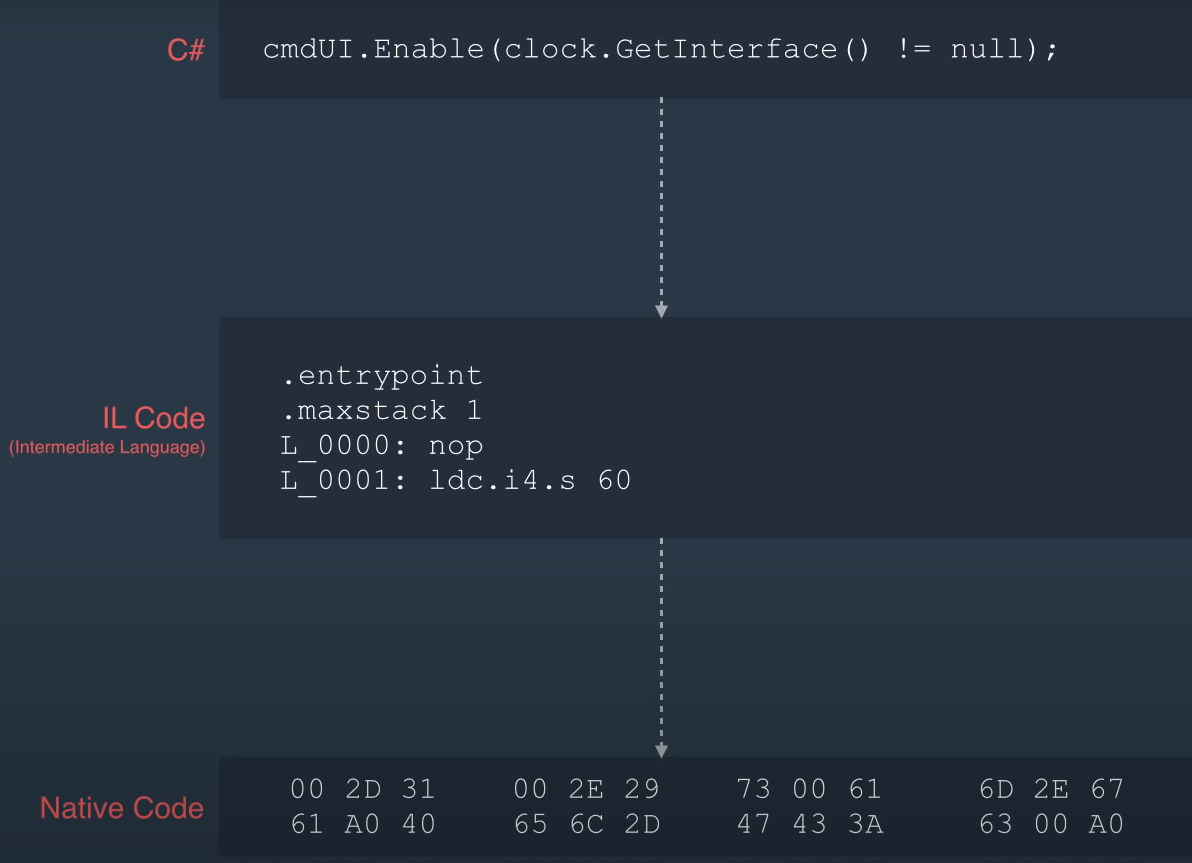 C#
cmdUI.Enable(clock.GetInterface() != null);
IL Code
(Intermediate Language)
.entrypoint
.maxstack 1
L_0000: nop
L_0001: ldc.i4.s 60
Native Code
00 2D 31 00 2E 29 73 00 61 6D 2E 67
61 A0 40 65 6C 2D 47 43 3A 63 00 A0